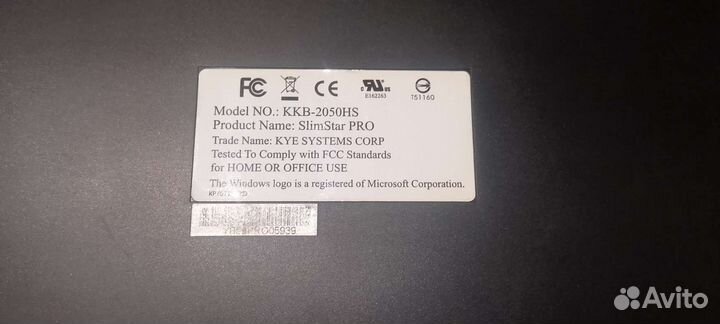 FC CE
E162263
T51160
Model NO.: KKB-2050HS
Product Name: SlimStar PRO
Trade Name: KYE SYSTEMS CORP
Tested To Comply with FCC Standards
for HOME OR OFFICE USE
The Windows logo is a registered of Microsoft Corporation.
Avito